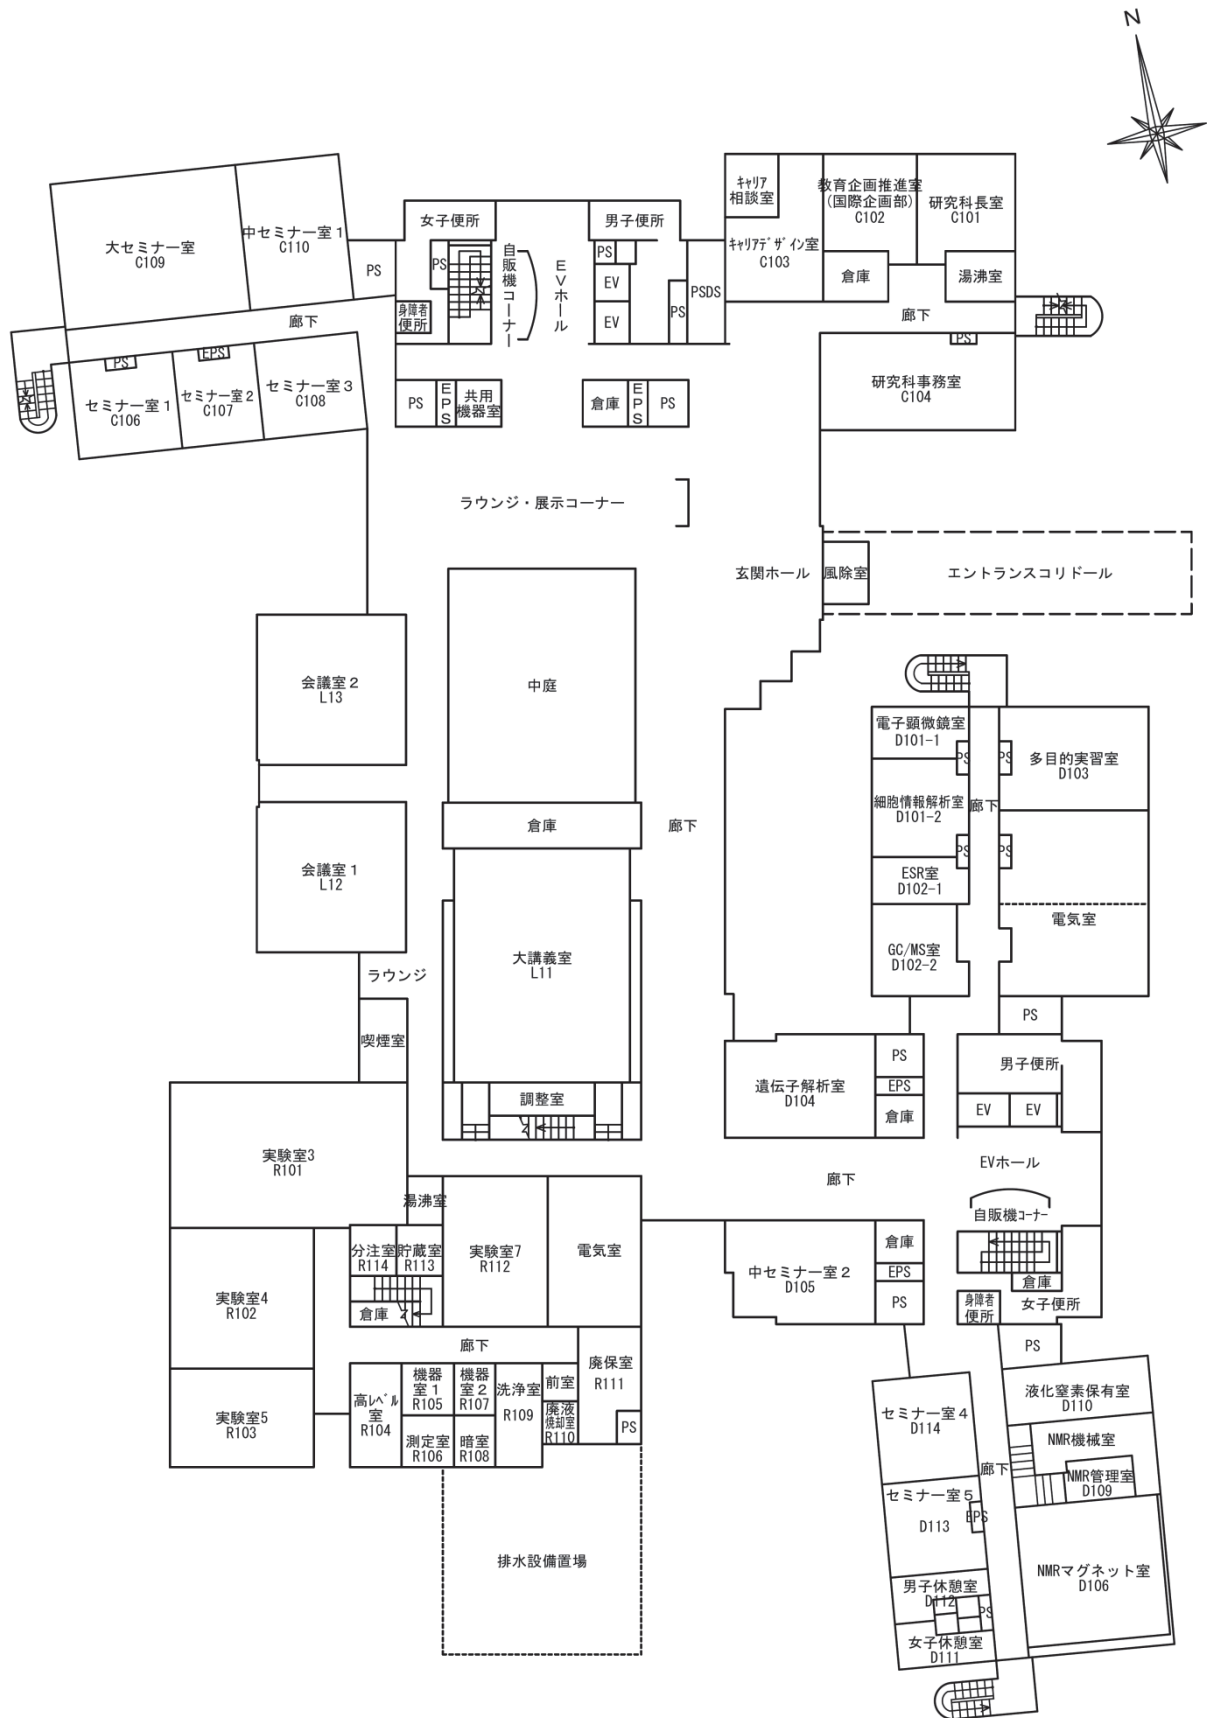 N
大セミナー室
C109
中セミナー室1
C110
PS
女子便所
PS
身障者
便所
自販機コーナー
EVホール
男子便所
PS
EV
EV
PS
PSDS
キャリア
相談室
キャリアデザイン室
C103
教育企画推進室
(国際企画部)
C102
研究科長室
C101
倉庫
湯沸室
廊下
廊下
PS
EPS
セミナー室1
C106
セミナー室2
C107
セミナー室3
C108
PS
EPS
共用
機器室
倉庫
EPS
PS
PS
研究科事務室
C104
ラウンジ・展示コーナー
玄関ホール
風除室
エントランスコリドール
会議室2
L13
中庭
倉庫
廊下
会議室1
L12
大講義室
L11
ラウンジ
喫煙室
調整室
電子顕微鏡室
D101-1
PS
PS
多目的実習室
D103
細胞情報解析室
D101-2
廊下
PS
PS
ESR室
D102-1
GC/MS室
D102-2
電気室
PS
遺伝子解析室
D104
PS
EPS
倉庫
男子便所
EV
EV
EVホール
廊下
自販機コーナー
実験室3
R101
湯沸室
分注室
R114
貯蔵室
R113
実験室7
R112
電気室
倉庫
実験室4
R102
廊下
中セミナー室2
D105
倉庫
EPS
PS
倉庫
身障者
便所
女子便所
PS
実験室5
R103
高レベル
室
R104
機器
室1
R105
機器
室2
R107
洗浄室
R109
前室
廃保室
R111
測定室
R106
暗室
R108
廃液
焼却室
R110
PS
排水設備置場
セミナー室4
D114
廊下
液化窒素保有室
D110
NMR機械室
NMR管理室
D109
セミナー室5
D113
EPS
NMRマグネット室
D106
男子休憩室
D112
PS
女子休憩室
D111